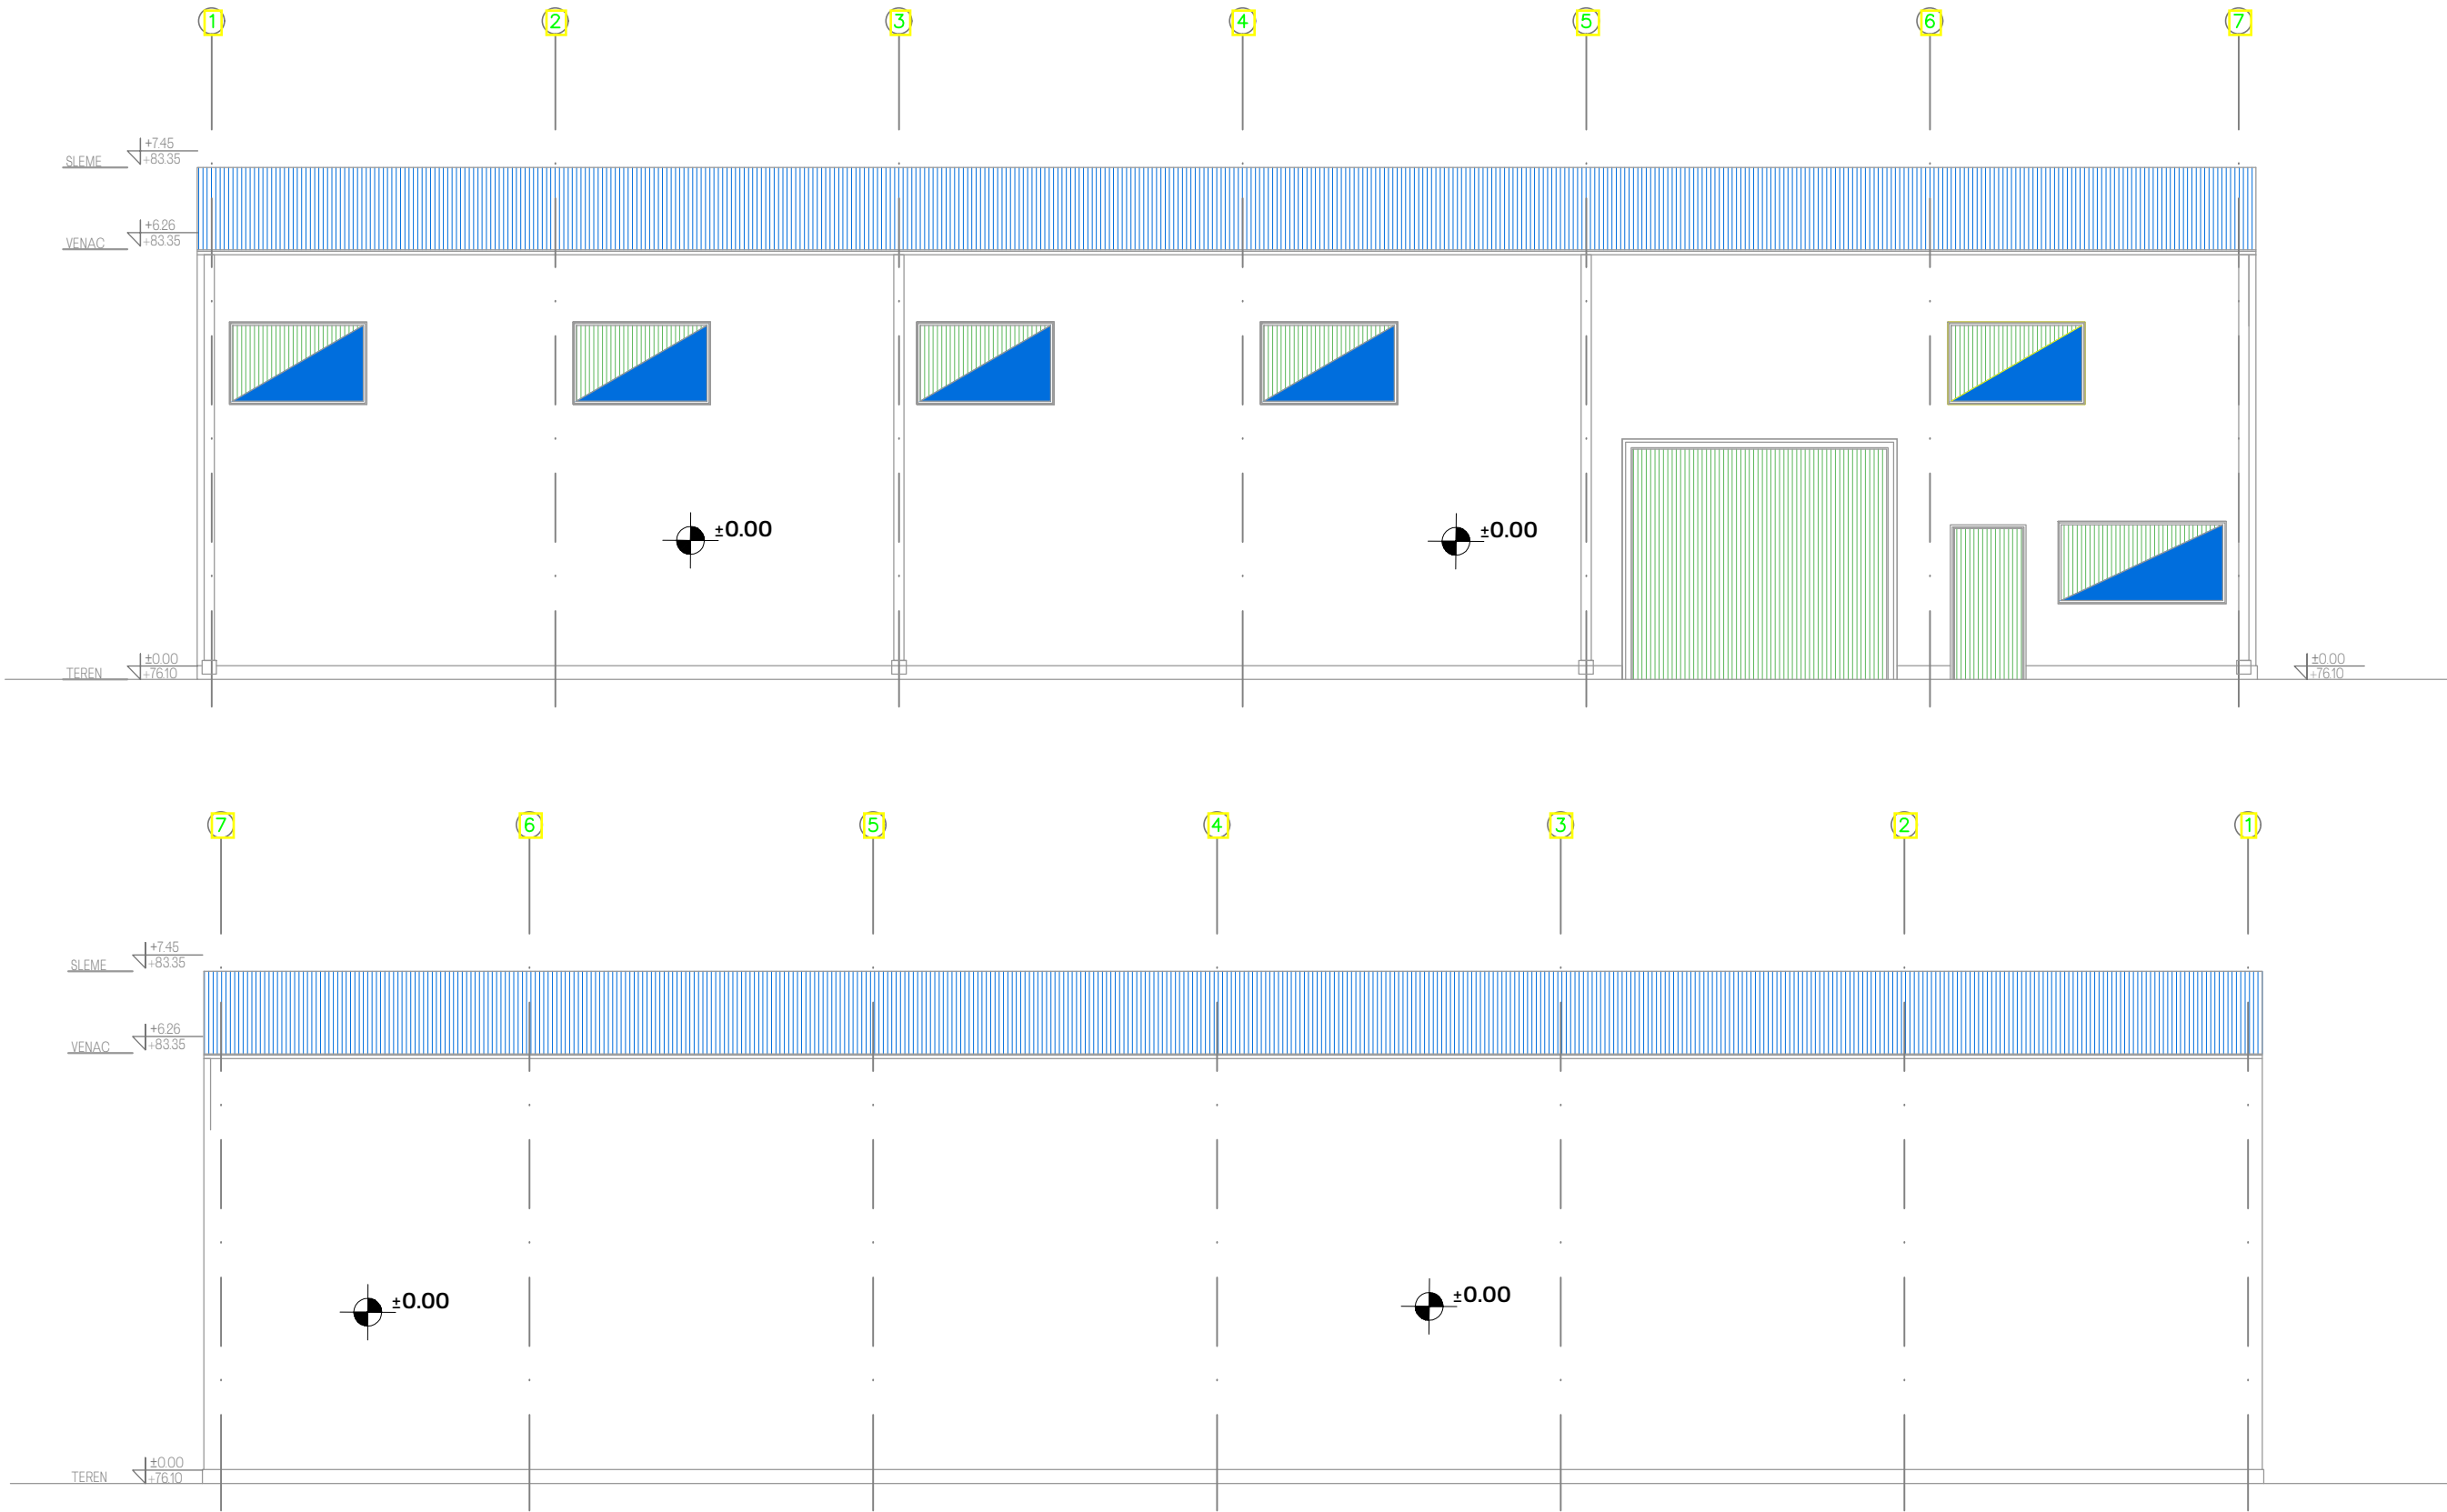 1 2 3 4 5 6 7
+7.45
SLEME +83.35
+6.26
VENAC +83.35
±0.00 ±0.00
±0.00 ±0.00
TEREN +76.10 +76.10
7 6 5 4 3 2 1
+7.45
SLEME +83.35
+6.26
VENAC +83.35
±0.00 ±0.00
±0.00
TEREN +76.10